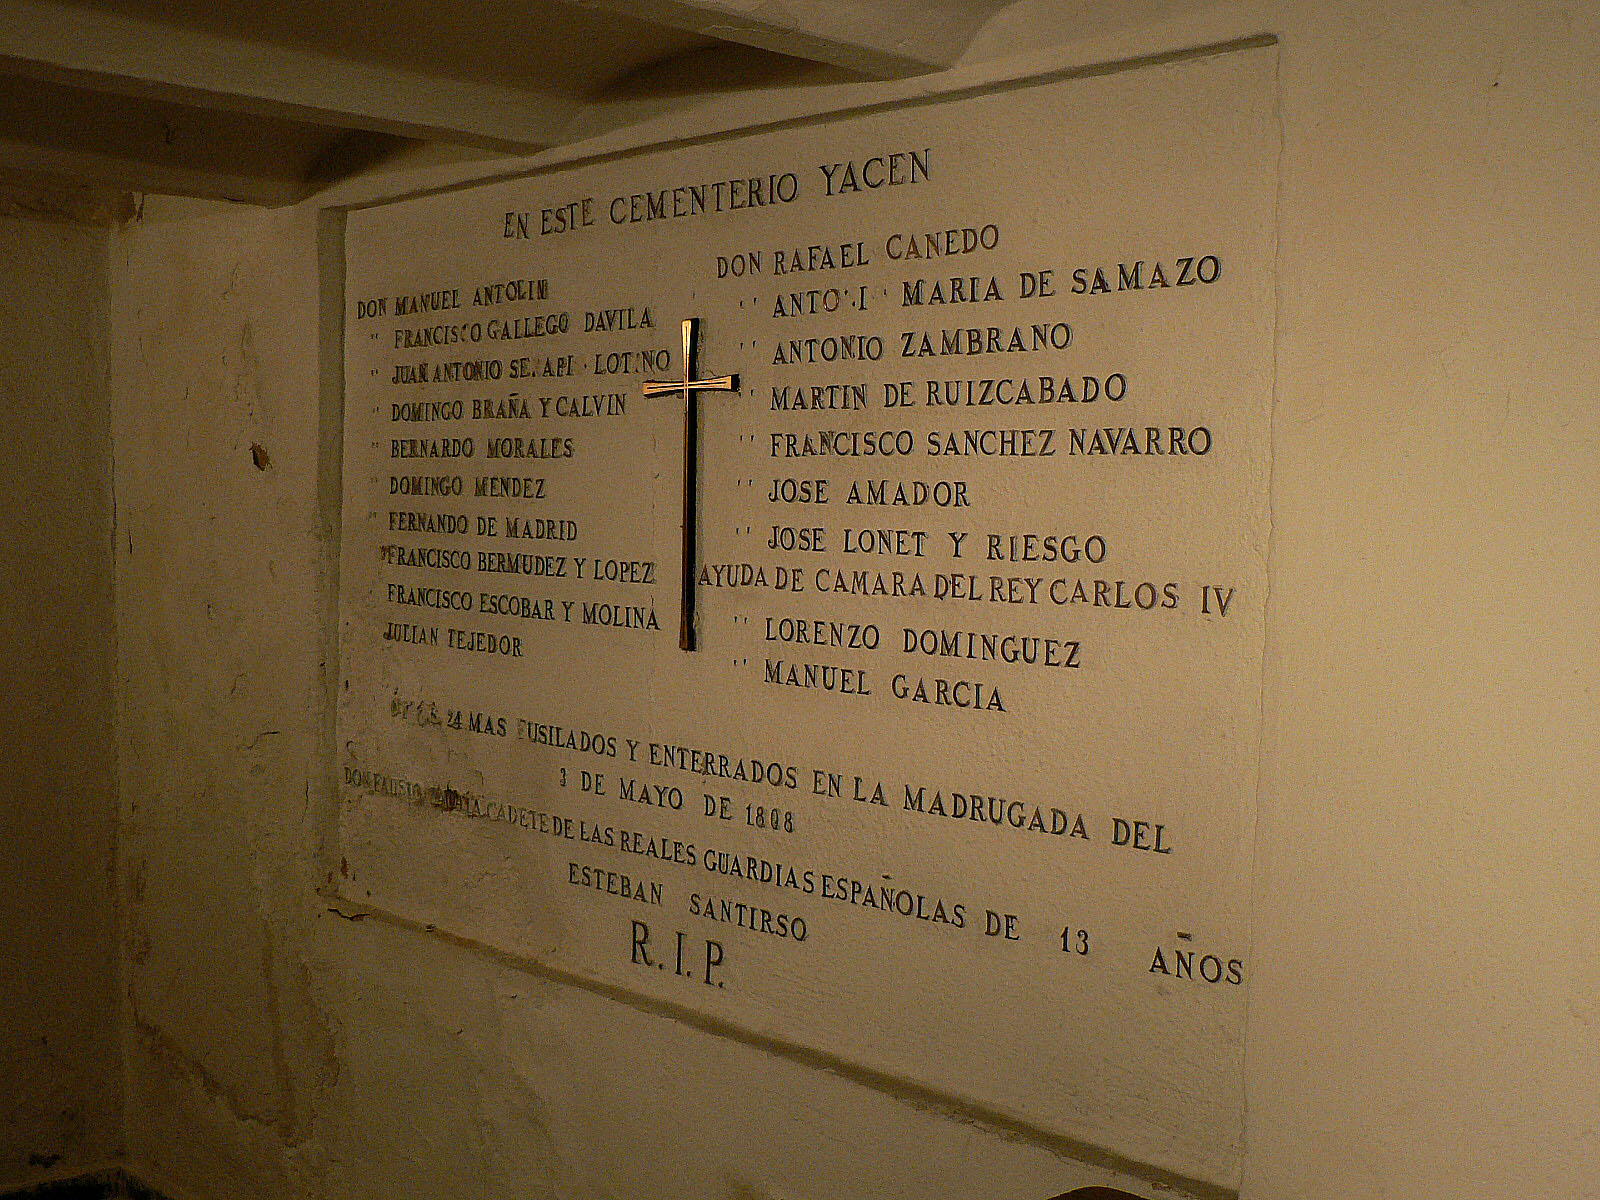 EN ESTE CEMENTERIO YACEN
DON MANUEL ANTOLIN
" FRANCISCO GALLEGO DAVILA
" JUAN ANTONIO
" DOMINGO BRAÑA Y CALVIN
" BERNARDO MORALES
" DOMINGO MENDEZ
" FERNANDO DE MADRID
" FRANCISCO BERMUDEZ Y LOPEZ
FRANCISCO ESCOBAR Y MOLINA
JULIAN TEJEDOR
DON RAFAEL CANEDO
" MARIA DE SAMAZO
" ANTONIO ZAMBRANO
" MARTIN DE RUIZCABADO
" FRANCISCO SANCHEZ NAVARRO
" JOSE AMADOR
" JOSE LONET Y RIESGO
AYUDA DE CAMARA DEL REY CARLOS IV
" LORENZO DOMINGUEZ
" MANUEL GARCIA
24 MAS FUSILADOS Y ENTERRADOS EN LA MADRUGADA DEL
3 DE MAYO DE 1808
DON FAUSTO CADETE DE LAS REALES GUARDIAS ESPAÑOLAS DE 13 AÑOS
ESTEBAN SANTIRSO
R.I.P.